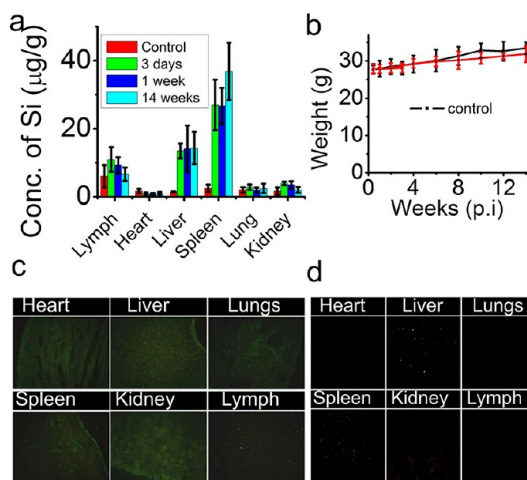 a
Conc. of Si (µg/g)
40
20
0
Control
3 days
1 week
14 weeks
Lymph
Heart
Liver
Spleen
Lung
Kidney
b
Weight (g)
40
30
20
10
0
control
0 4 8 12
Weeks (p.i)
c
Heart Liver Lungs
Spleen Kidney Lymph
d
Heart Liver Lungs
Spleen Kidney Lymph